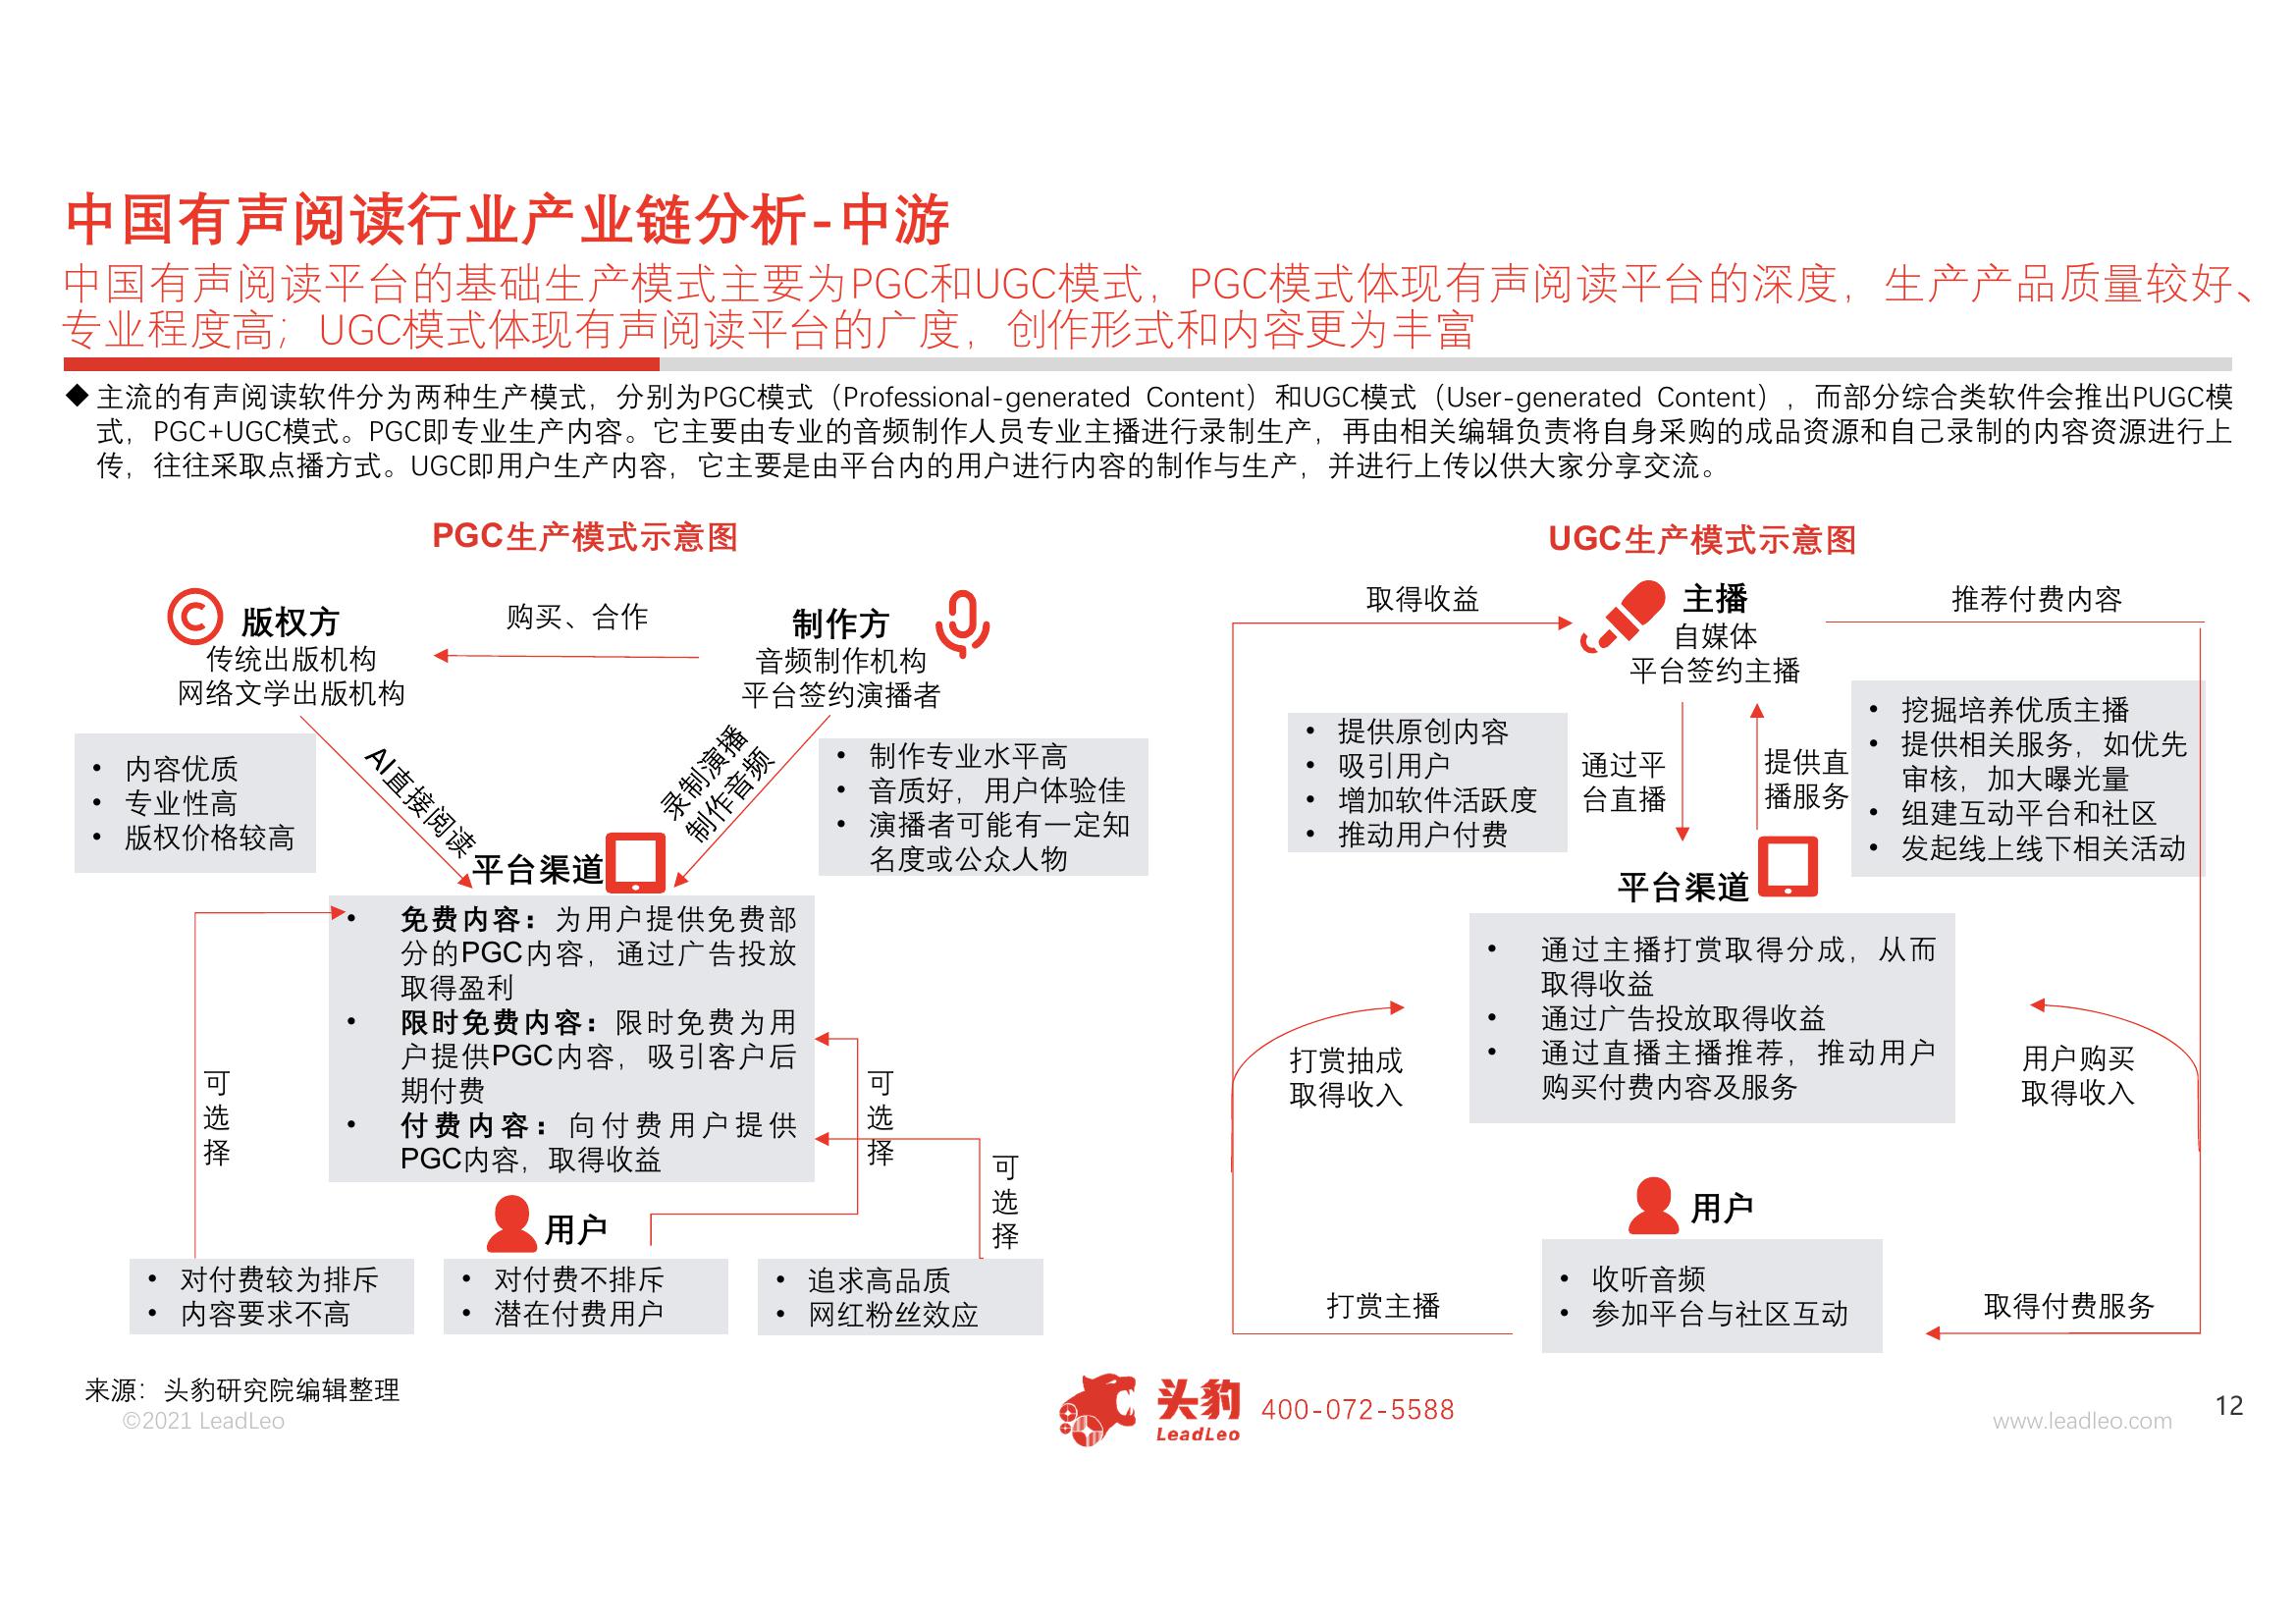 中国有声阅读行业产业链分析-中游
中国有声阅读平台的基础生产模式主要为PGC和UGC模式，PGC模式体现有声阅读平台的深度，生产产品质量较好、
专业程度高；UGC模式体现有声阅读平台的广度，创作形式和内容更为丰富
◆ 主流的有声阅读软件分为两种生产模式，分别为PGC模式（Professional-generated Content）和UGC模式（User-generated Content），而部分综合类软件会推出PUGC模
式，PGC+UGC模式。PGC即专业生产内容。它主要由专业的音频制作人员专业主播进行录制生产，再由相关编辑负责将自身采购的成品资源和自己录制的内容资源进行上
传，往往采取点播方式。UGC即用户生产内容，它主要是由平台内的用户进行内容的制作与生产，并进行上传以供大家分享交流。
PGC生产模式示意图
版权方
传统出版机构
网络文学出版机构
购买、合作
制作方
音频制作机构
平台签约演播者
• 内容优质
• 专业性高
• 版权价格较高
AI直接阅读
录制演播
制作音频
• 制作专业水平高
• 音质好，用户体验佳
• 演播者可能有一定知
名度或公众人物
平台渠道
• 免费内容：为用户提供免费部
分的PGC内容，通过广告投放
取得盈利
• 限时免费内容：限时免费为用
户提供PGC内容，吸引客户后
期付费
• 付费内容：向付费用户提供
PGC内容，取得收益
可
选
择
可
选
择
可
选
择
用户
• 对付费较为排斥
• 内容要求不高
• 对付费不排斥
• 潜在付费用户
• 追求高品质
• 网红粉丝效应
UGC生产模式示意图
取得收益
主播
自媒体
平台签约主播
推荐付费内容
• 提供原创内容
• 吸引用户
• 增加软件活跃度
• 推动用户付费
通过平
台直播
提供直
播服务
• 挖掘培养优质主播
• 提供相关服务，如优先
审核，加大曝光量
• 组建互动平台和社区
• 发起线上线下相关活动
平台渠道
• 通过主播打赏取得分成，从而
取得收益
• 通过广告投放取得收益
• 通过直播主播推荐，推动用户
购买付费内容及服务
打赏抽成
取得收入
用户购买
取得收入
用户
• 收听音频
• 参加平台与社区互动
打赏主播
取得付费服务
来源：头豹研究院编辑整理
©2021 LeadLeo
头豹
LeadLeo
400-072-5588
www.leadleo.com
12